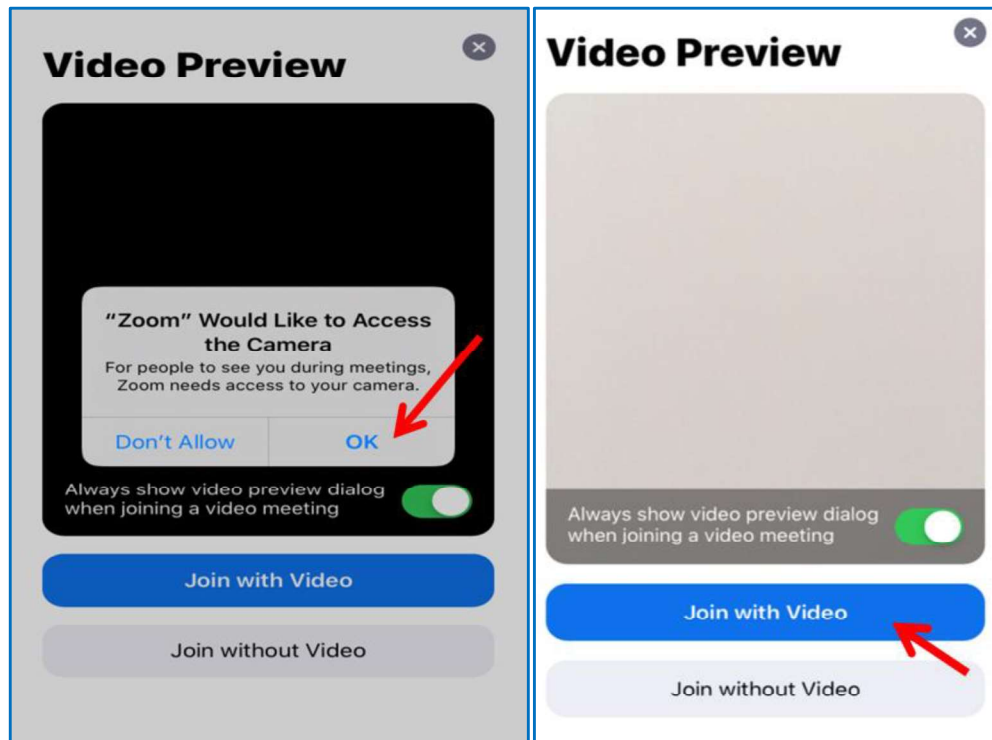 Video Preview
“Zoom” Would Like to Access
the Camera
For people to see you during meetings,
Zoom needs access to your camera.
Don’t Allow
OK
Always show video preview dialog
when joining a video meeting
Join with Video
Join without Video
Video Preview
Always show video preview dialog
when joining a video meeting
Join with Video
Join without Video